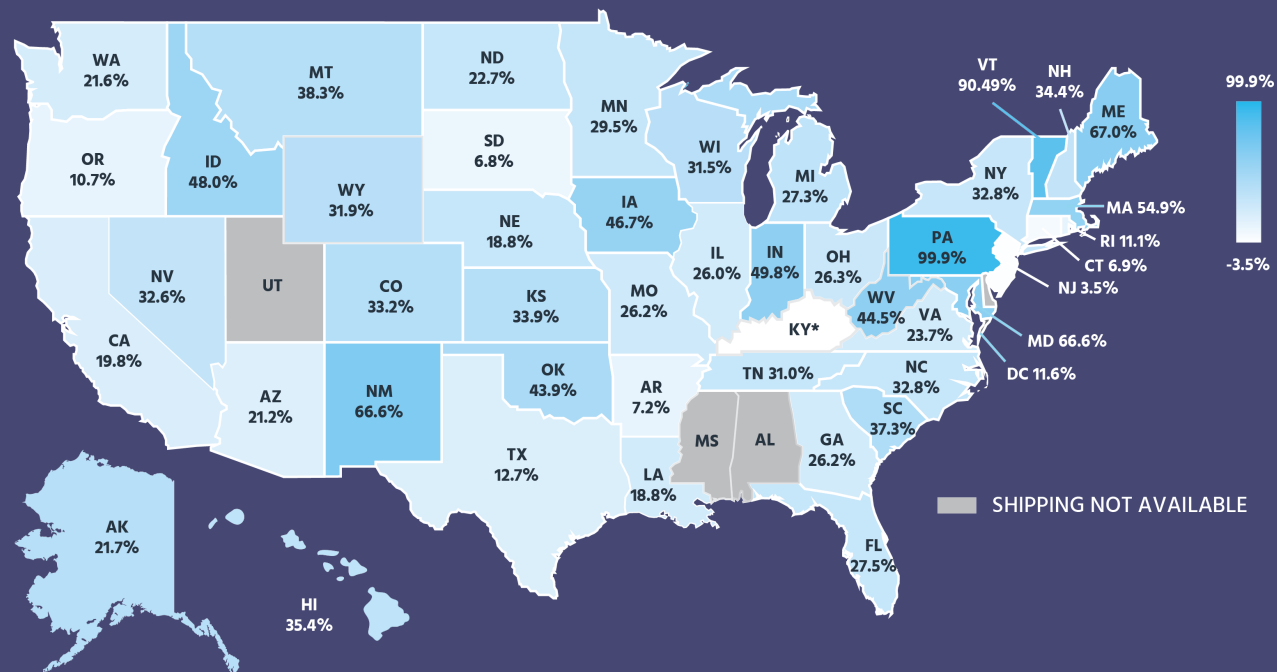 VT
90.49%
NH
34.4%
99.9%
WA
21.6%
MT
38.3%
ND
22.7%
MN
29.5%
ME
67.0%
OR
10.7%
ID
48.0%
SD
6.8%
WI
31.5%
MI
27.3%
NY
32.8%
WY
31.9%
IA
46.7%
MA 54.9%
NE
18.8%
RI 11.1%
PA
99.9%
CT 6.9%
-3.5%
NV
32.6%
UT
CO
33.2%
IL
26.0%
IN
49.8%
OH
26.3%
NJ 3.5%
KS
33.9%
MO
26.2%
WV
44.5%
VA
23.7%
KY*
MD 66.6%
CA
19.8%
DC 11.6%
TN 31.0%
NC
32.8%
AZ
21.2%
NM
66.6%
OK
43.9%
AR
7.2%
SC
37.3%
MS
AL
GA
26.2%
TX
12.7%
LA
18.8%
SHIPPING NOT AVAILABLE
AK
21.7%
FL
27.5%
HI
35.4%